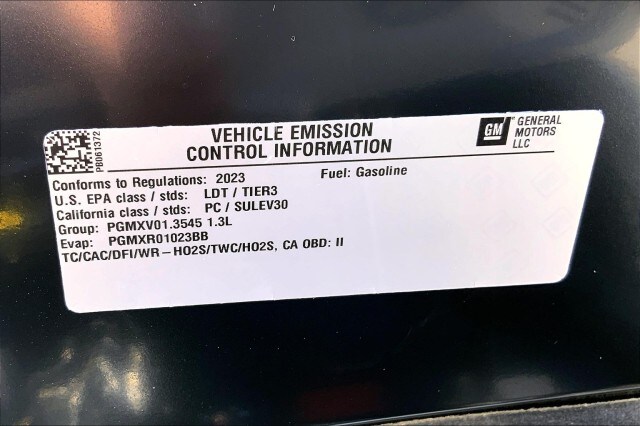 PB061372
VEHICLE EMISSION
CONTROL INFORMATION
GM
GENERAL
MOTORS
LLC
Conforms to Regulations: 2023 Fuel: Gasoline
U.S. EPA class / stds: LDT / TIER3
California class / stds: PC / SULEV30
Group: PGMXV01.3545 1.3L
Evap: PGMXR01023BB
TC/CAC/DFI/WR-HO2S/TWC/HO2S, CA OBD: II